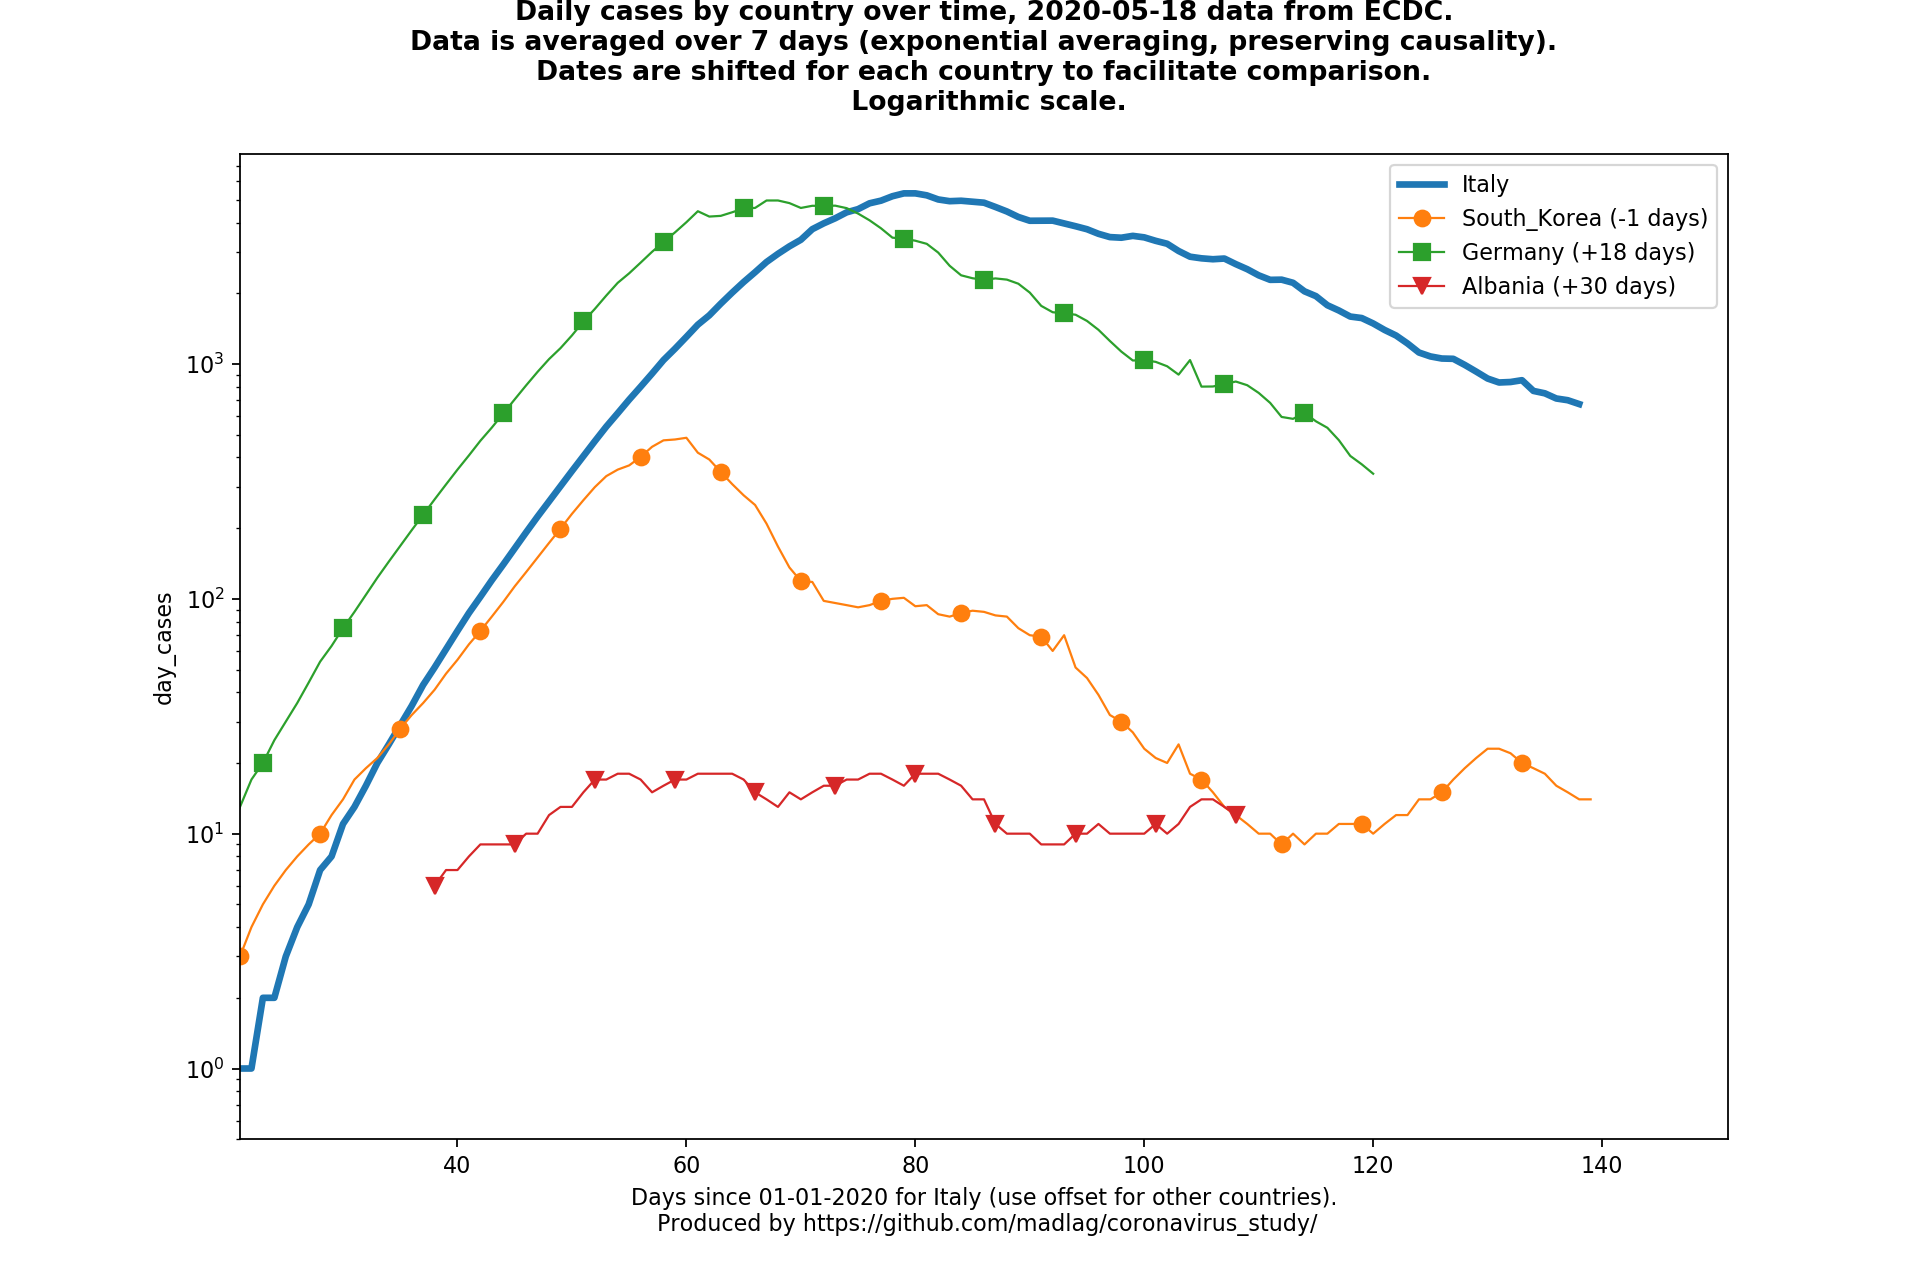 Daily cases by country over time, 2020-05-18 data from ECDC.
Data is averaged over 7 days (exponential averaging, preserving causality).
Dates are shifted for each country to facilitate comparison.
Logarithmic scale.
Italy
South_Korea (-1 days)
Germany (+18 days)
Albania (+30 days)
10³
10²
10¹
10⁰
day_cases
40 60 80 100 120 140
Days since 01-01-2020 for Italy (use offset for other countries).
Produced by https://github.com/madlag/coronavirus_study/